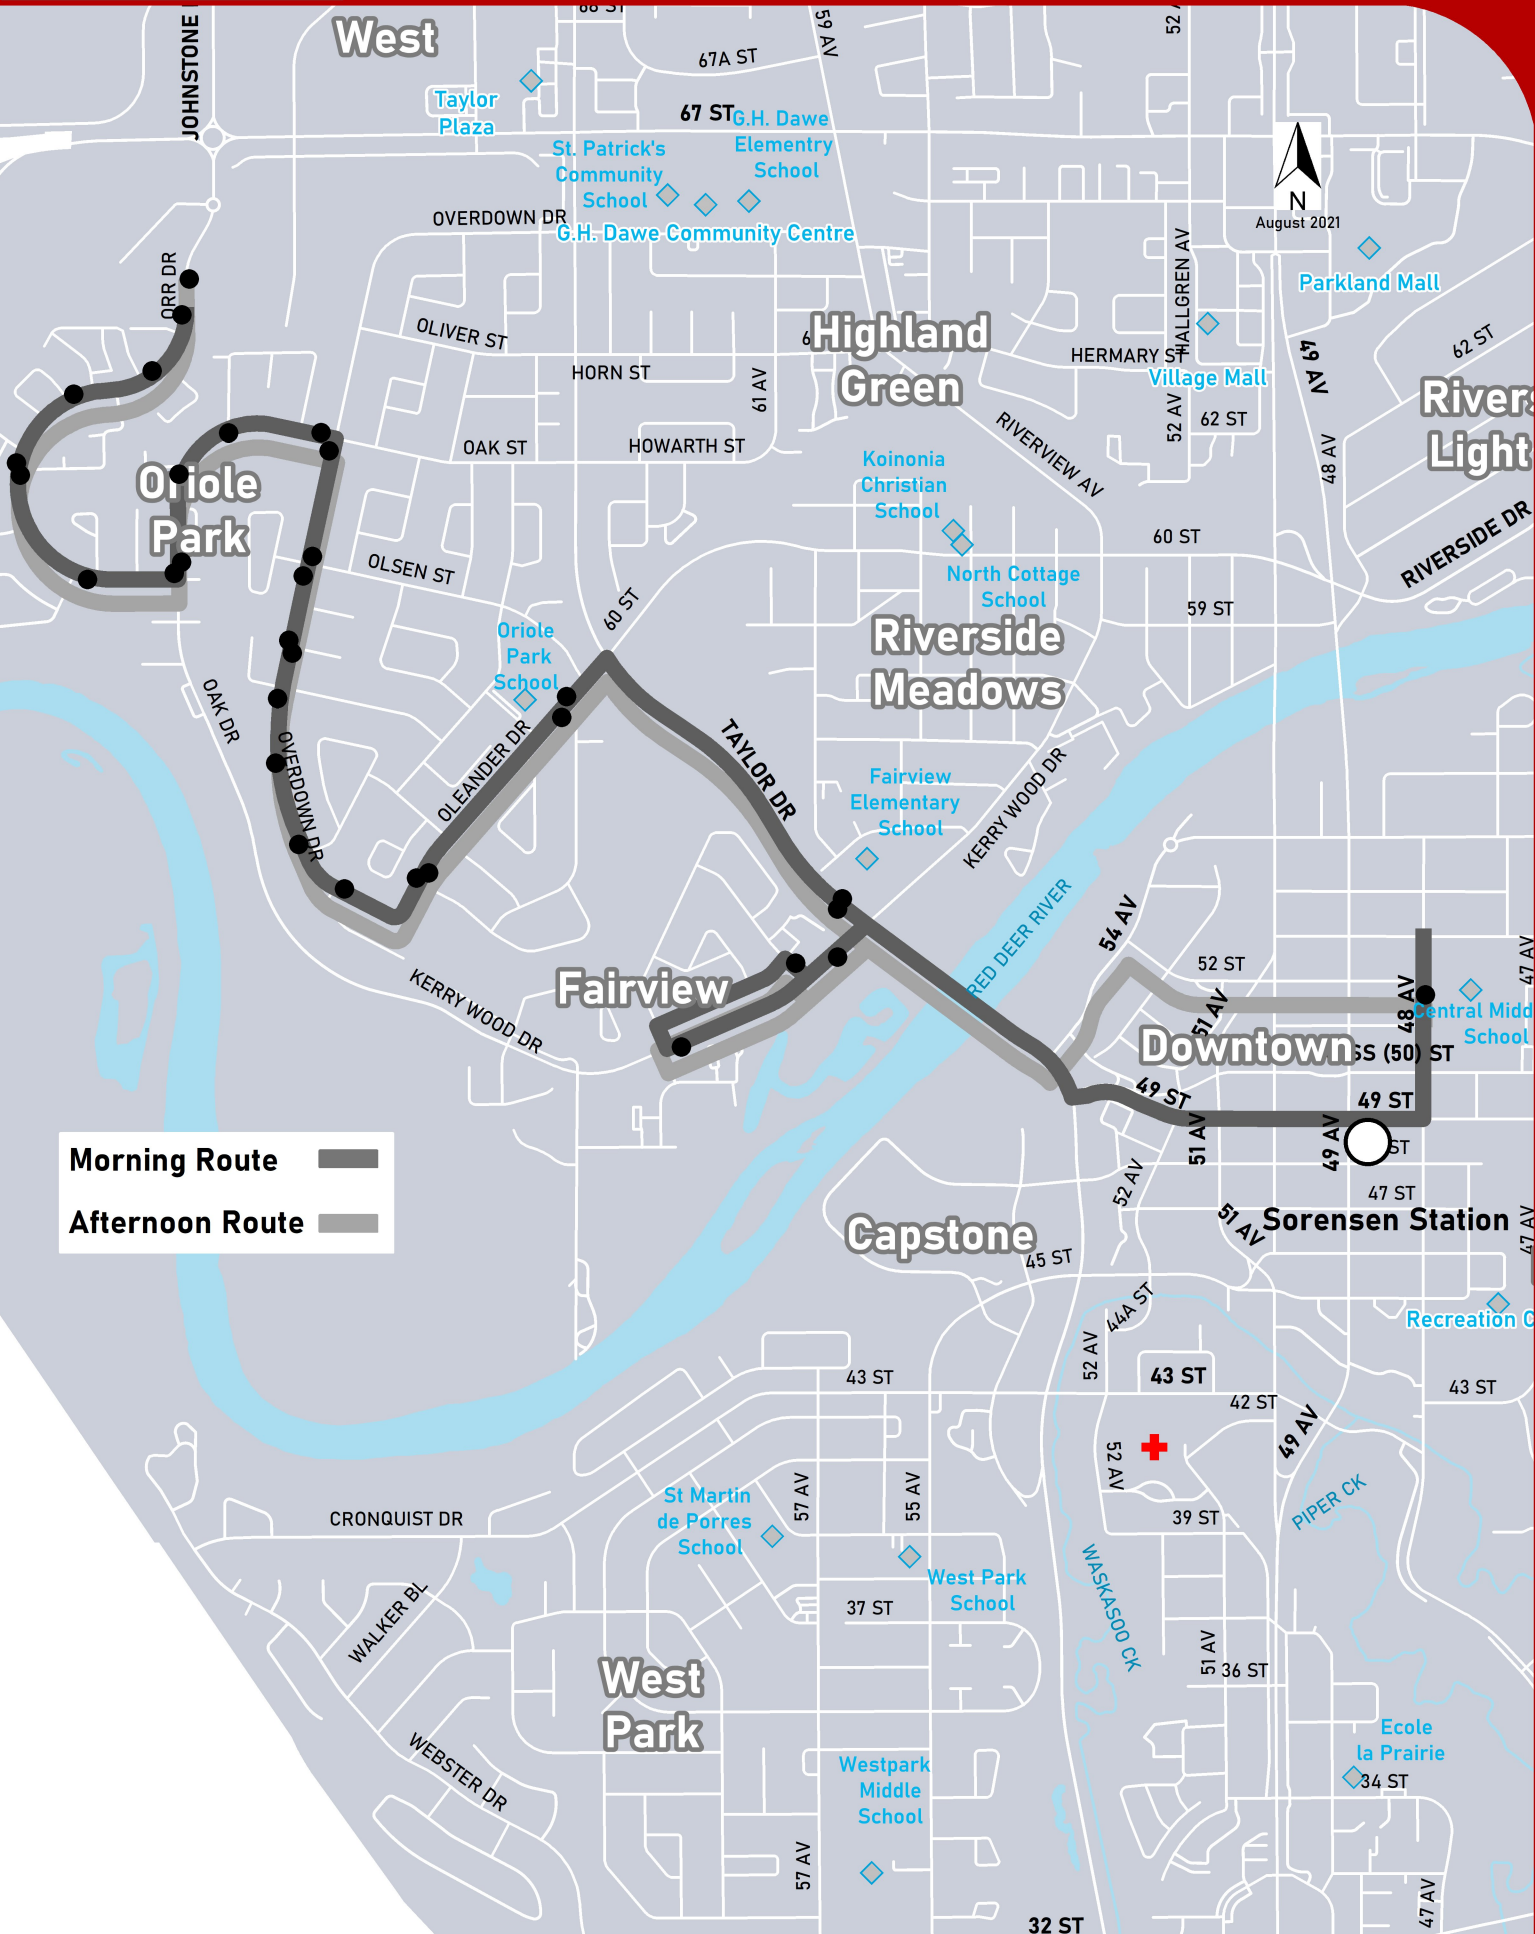 68 ST
59 AV
52 A
JOHNSTONE
West
67A ST
Taylor
Plaza
67 ST
G.H. Dawe
Elementry
School
St. Patrick's
Community
School
OVERDOWN DR
G.H. Dawe Community Centre
N
August 2021
HALLGREN AV
Parkland Mall
ORR DR
OLIVER ST
Highland
Green
HORN ST
61 AV
HERMARY ST
Village Mall
49 AV
62 ST
Rivers
Light
52 AV
62 ST
48 AV
OAK ST
HOWARTH ST
RIVERVIEW AV
Koinonia
Christian
School
Oriole
Park
60 ST
RIVERSIDE DR
OLSEN ST
North Cottage
School
60 ST
59 ST
Oriole
Park
School
Riverside
Meadows
OAK DR
OVERDOWN DR
OLEANDER DR
TAYLOR DR
KERRY WOOD DR
Fairview
Elementary
School
RED DEER RIVER
54 AV
52 ST
47 AV
KERRY WOOD DR
Fairview
51 AV
48 AV
Central Midd
School
Downtown
SS (50) ST
49 ST
49 ST
51 AV
49 AV
ST
Morning Route
Afternoon Route
52 AV
47 ST
51 AV
Sorensen Station
47 AV
Capstone
45 ST
44A ST
Recreation C
52 AV
43 ST
43 ST
42 ST
43 ST
49 AV
52 AV
St Martin
de Porres
School
57 AV
55 AV
PIPER CK
CRONQUIST DR
39 ST
West Park
School
WASKASOO CK
WALKER BL
37 ST
51 AV
36 ST
West
Park
WEBSTER DR
Westpark
Middle
School
Ecole
la Prairie
34 ST
57 AV
47 AV
32 ST